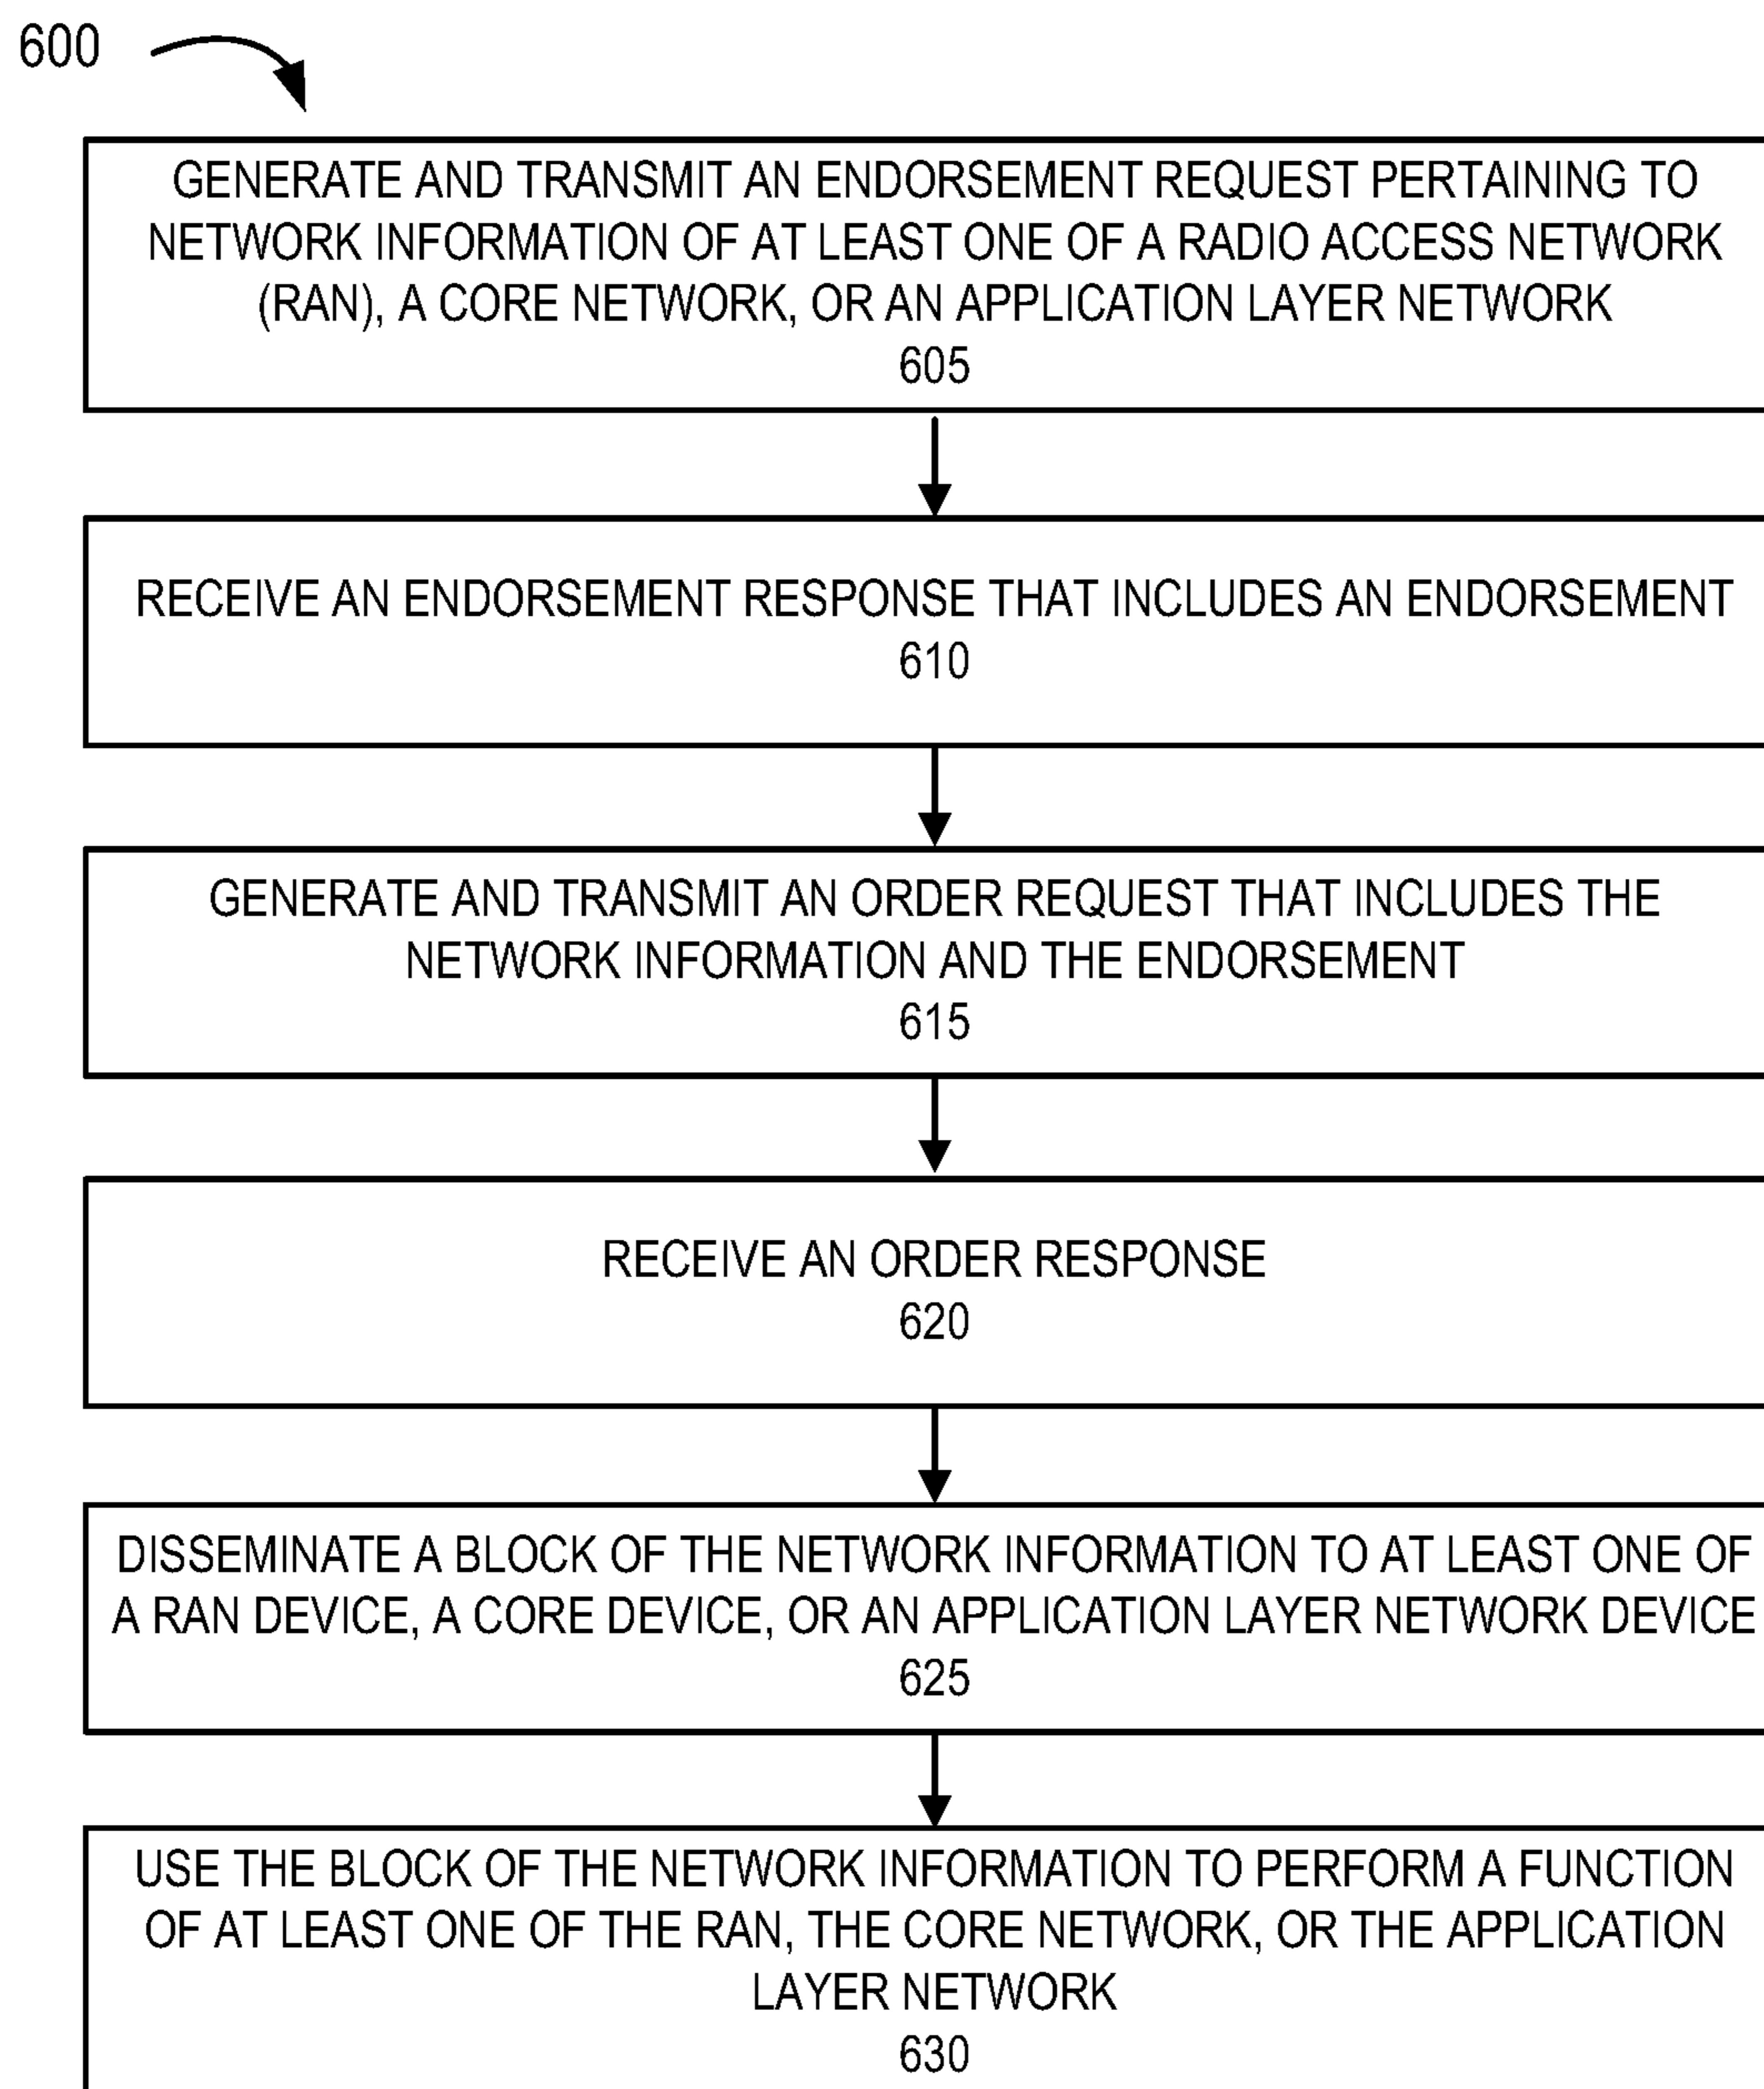 600
GENERATE AND TRANSMIT AN ENDORSEMENT REQUEST PERTAINING TO
NETWORK INFORMATION OF AT LEAST ONE OF A RADIO ACCESS NETWORK
(RAN), A CORE NETWORK, OR AN APPLICATION LAYER NETWORK
605
RECEIVE AN ENDORSEMENT RESPONSE THAT INCLUDES AN ENDORSEMENT
610
GENERATE AND TRANSMIT AN ORDER REQUEST THAT INCLUDES THE
NETWORK INFORMATION AND THE ENDORSEMENT
615
RECEIVE AN ORDER RESPONSE
620
DISSEMINATE A BLOCK OF THE NETWORK INFORMATION TO AT LEAST ONE OF
A RAN DEVICE, A CORE DEVICE, OR AN APPLICATION LAYER NETWORK DEVICE
625
USE THE BLOCK OF THE NETWORK INFORMATION TO PERFORM A FUNCTION
OF AT LEAST ONE OF THE RAN, THE CORE NETWORK, OR THE APPLICATION
LAYER NETWORK
630